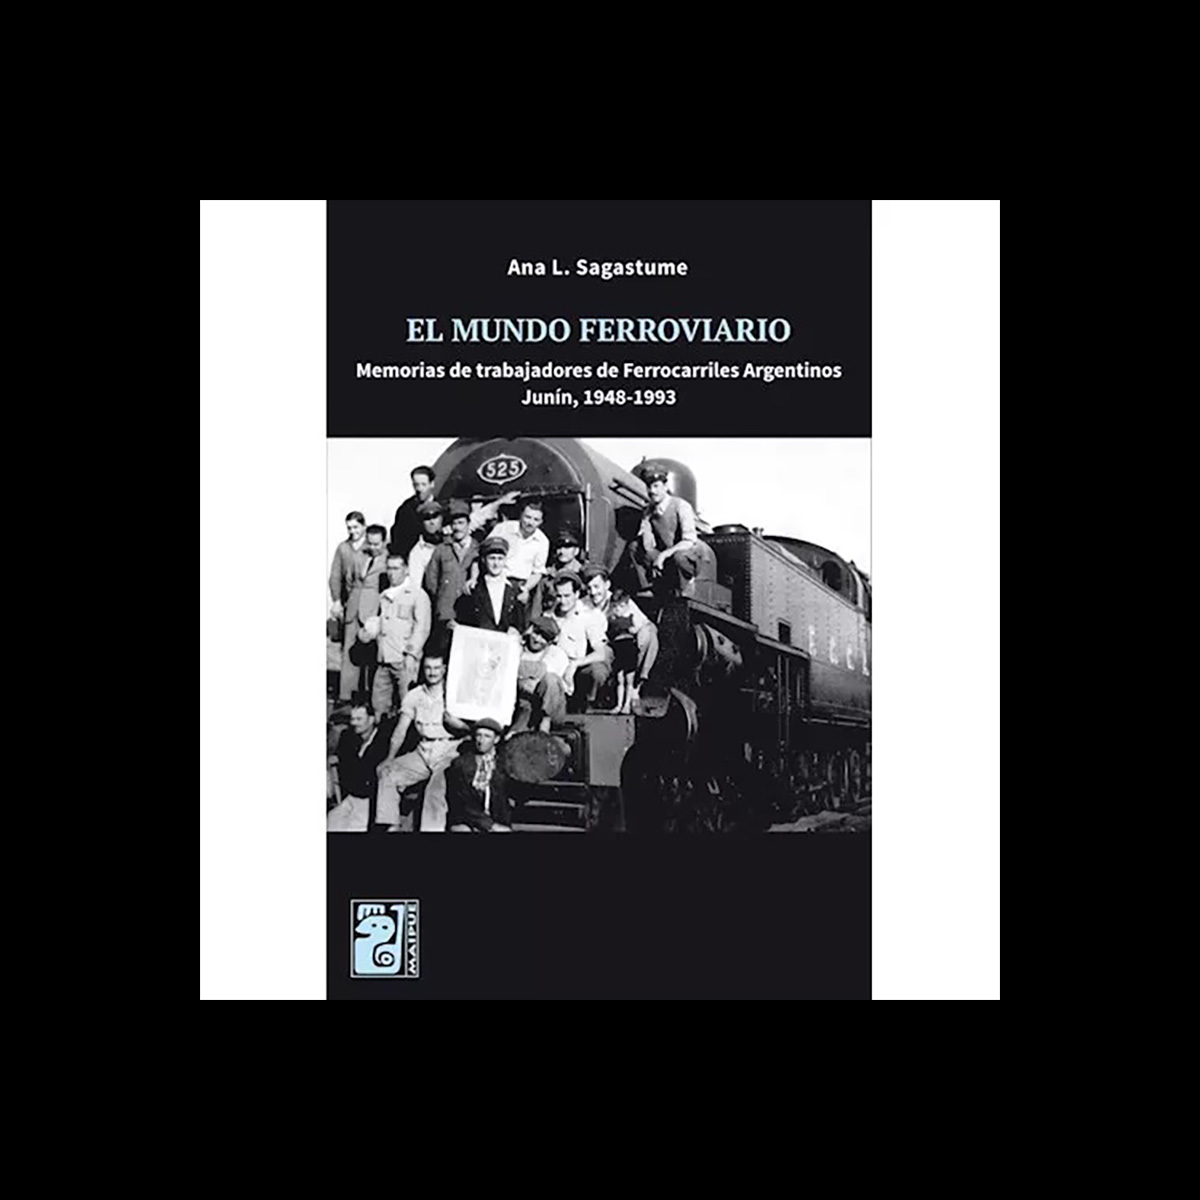 Ana L. Sagastume
EL MUNDO FERROVIARIO
Memorias de trabajadores de Ferrocarriles Argentinos
Junín, 1948-1993
525
MAIPUE